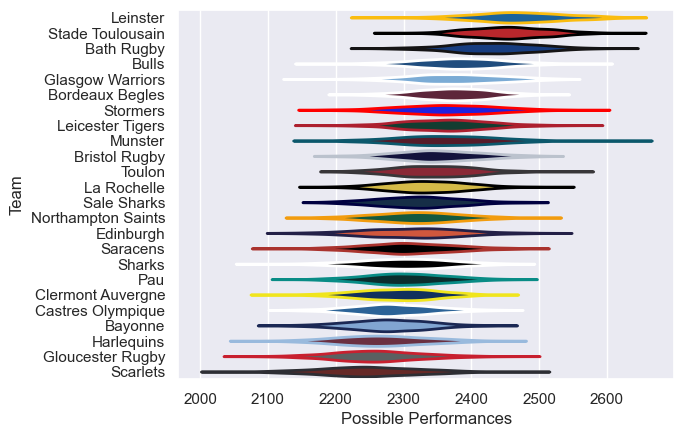 Leinster
Stade Toulousain
Bath Rugby
Bulls
Glasgow Warriors
Bordeaux Begles
Stormers
Leicester Tigers
Munster
Bristol Rugby
Toulon
La Rochelle
Sale Sharks
Northampton Saints
Edinburgh
Saracens
Sharks
Pau
Clermont Auvergne
Castres Olympique
Bayonne
Harlequins
Gloucester Rugby
Scarlets
Team
2000 2100 2200 2300 2400 2500 2600
Possible Performances